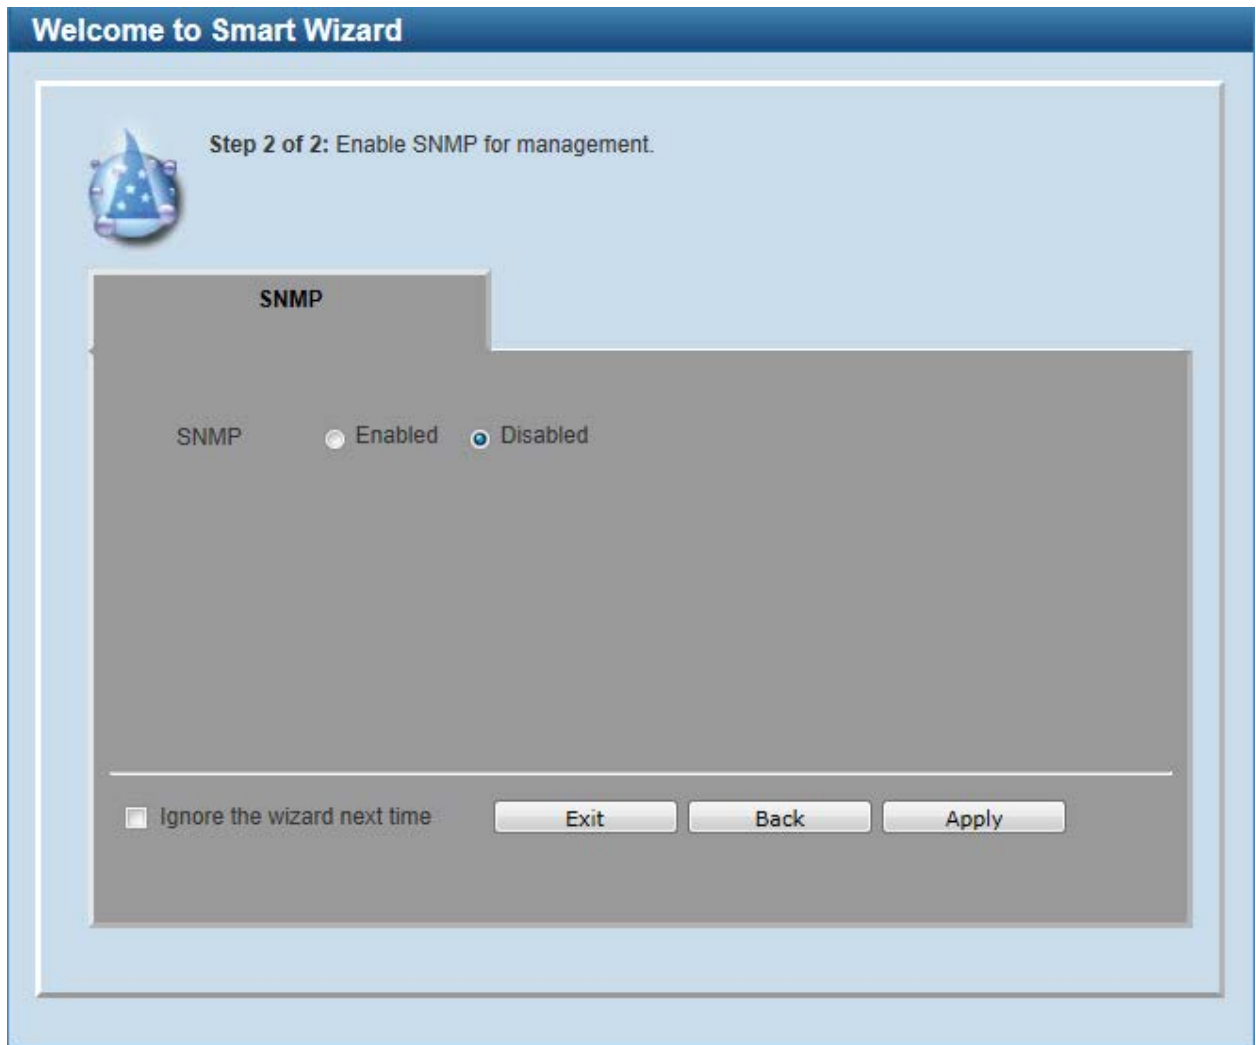 Welcome to Smart Wizard
Step 2 of 2: Enable SNMP for management.
SNMP
SNMP Enabled Disabled
Ignore the wizard next time Exit Back Apply